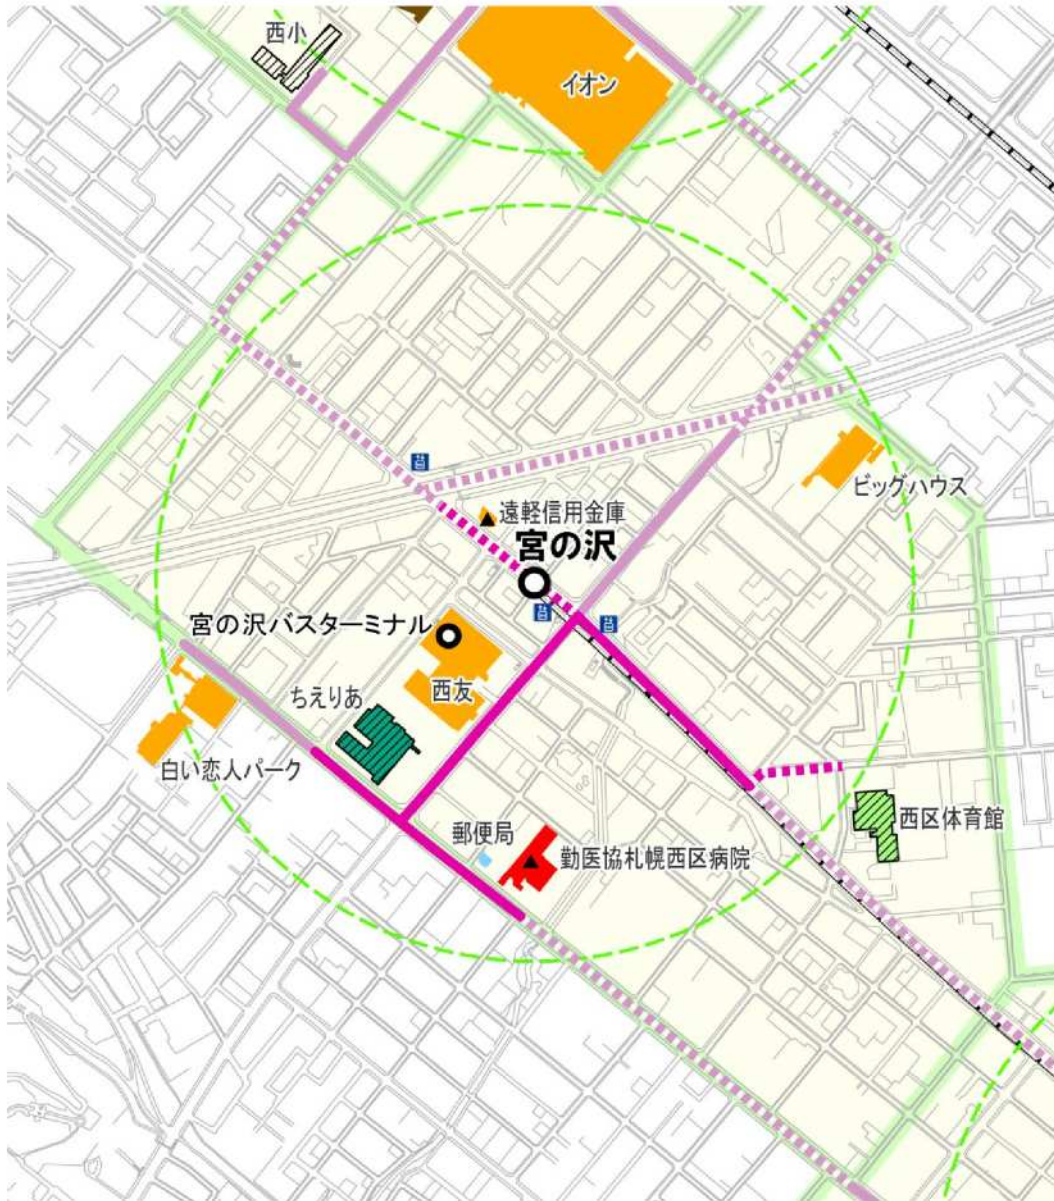 西小
イオン
ビッグハウス
遠軽信用金庫
宮の沢
宮の沢バスターミナル
西友
ちえりあ
白い恋人パーク
西区体育館
郵便局
勤医協札幌西区病院